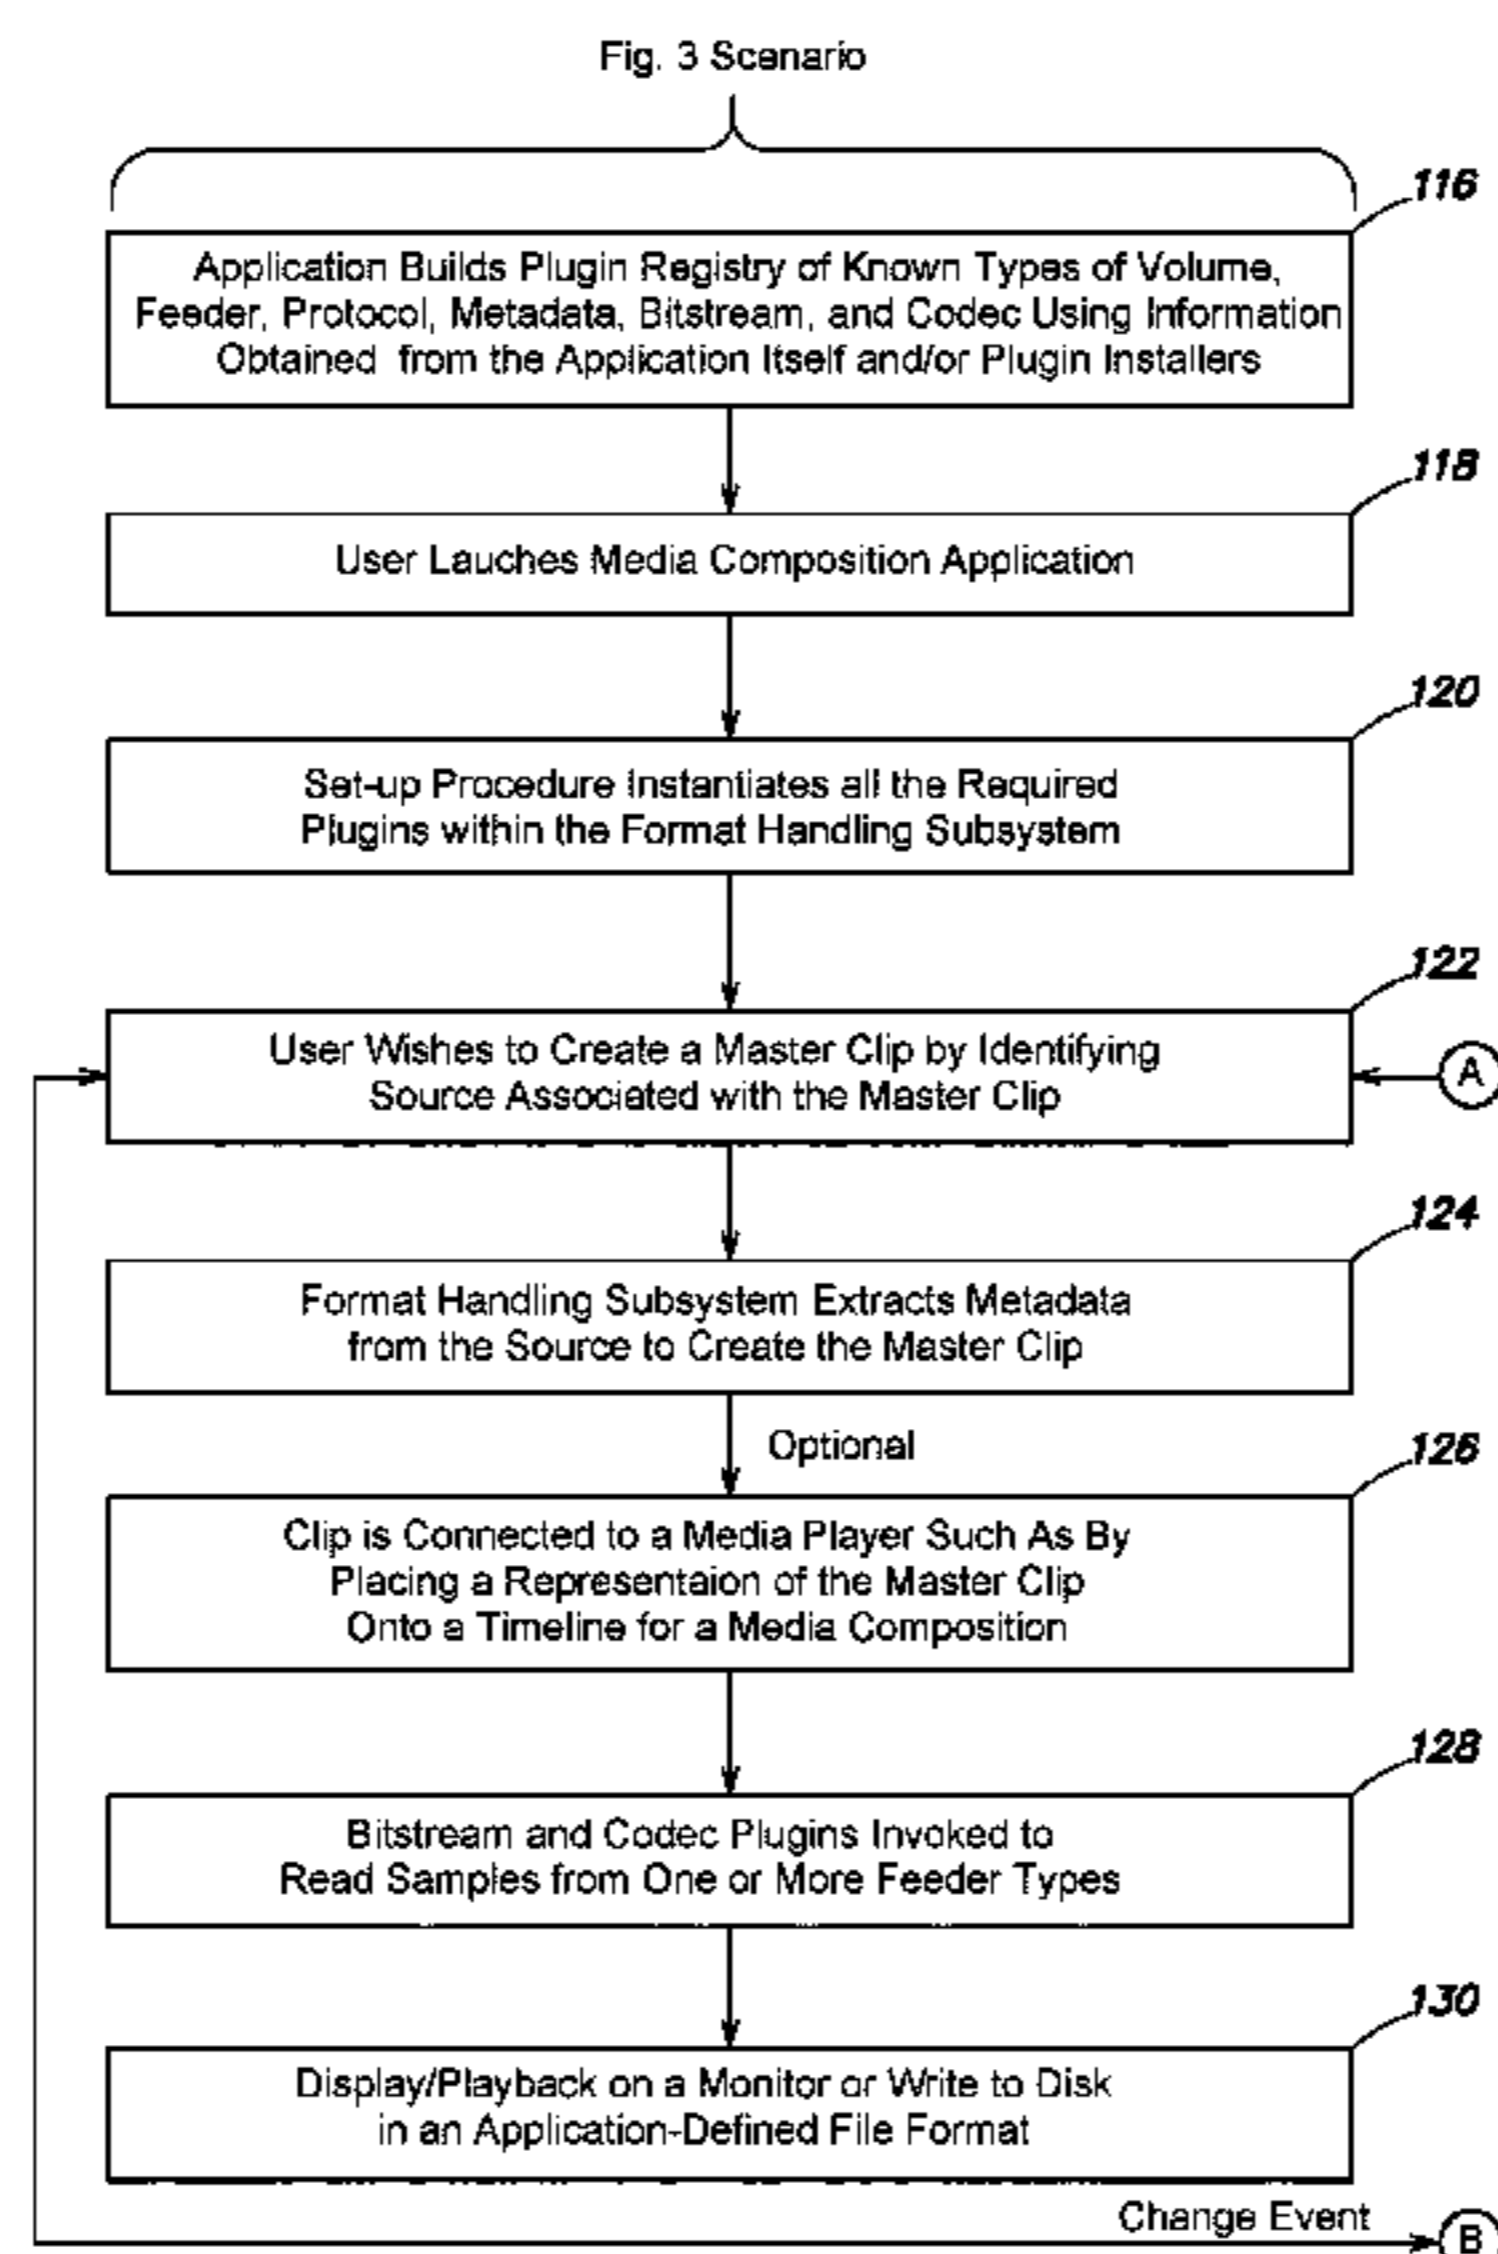 Fig. 3 Scenario
116
Application Builds Plugin Registry of Known Types of Volume,
Feeder, Protocol, Metadata, Bitstream, and Codec Using Information
Obtained from the Application Itself and/or Plugin Installers
118
User Lauches Media Composition Application
120
Set-up Procedure Instantiates all the Required
Plugins within the Format Handling Subsystem
122
User Wishes to Create a Master Clip by Identifying
Source Associated with the Master Clip
A
124
Format Handling Subsystem Extracts Metadata
from the Source to Create the Master Clip
Optional
126
Clip is Connected to a Media Player Such As By
Placing a Representaion of the Master Clip
Onto a Timeline for a Media Composition
128
Bitstream and Codec Plugins Invoked to
Read Samples from One or More Feeder Types
130
Display/Playback on a Monitor or Write to Disk
in an Application-Defined File Format
Change Event
B